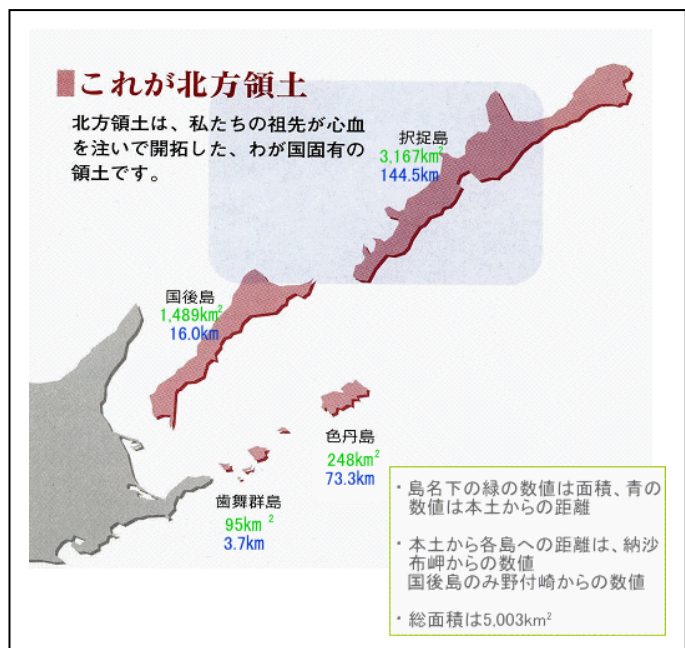 ■これが北方領土
北方領土は、私たちの祖先が心血
を注いで開拓した、わが国固有の
領土です。
択捉島
3,167km²
144.5km
国後島
1,489km²
16.0km
色丹島
248km²
73.3km
歯舞群島
95km²
3.7km
・島名下の緑の数値は面積、青の
数値は本土からの距離
・本土から各島への距離は、納沙
布岬からの数値
国後島のみ野付崎からの数値
・総面積は5,003km²